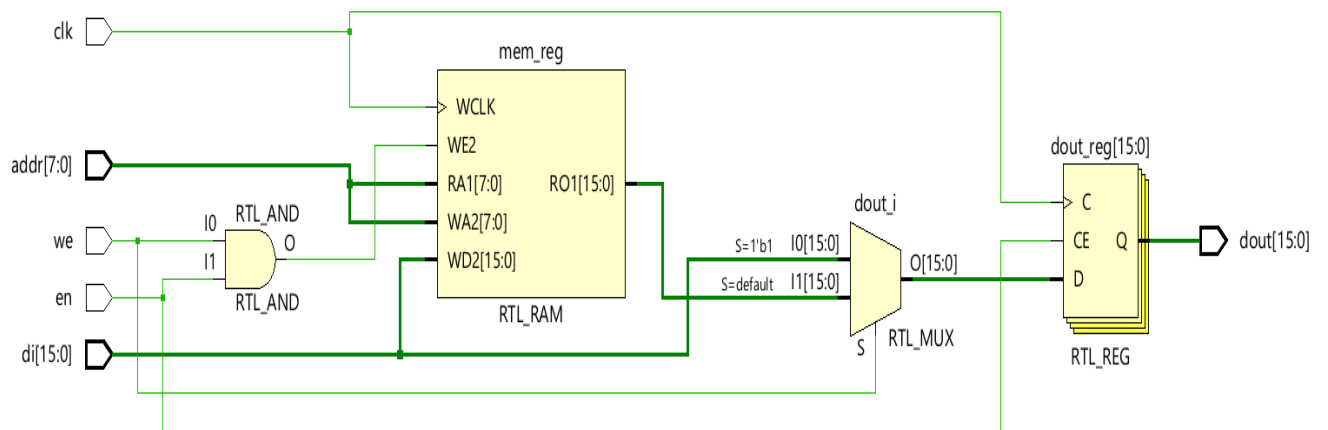 clk
addr[7:0]
we
en
di[15:0]
RTL_AND
I0
I1
O
RTL_AND
mem_reg
WCLK
WE2
RA1[7:0]
RO1[15:0]
WA2[7:0]
WD2[15:0]
RTL_RAM
dout_i
S=1'b1
I0[15:0]
S=default
I1[15:0]
O[15:0]
S
RTL_MUX
dout_reg[15:0]
C
CE
Q
D
RTL_REG
dout[15:0]